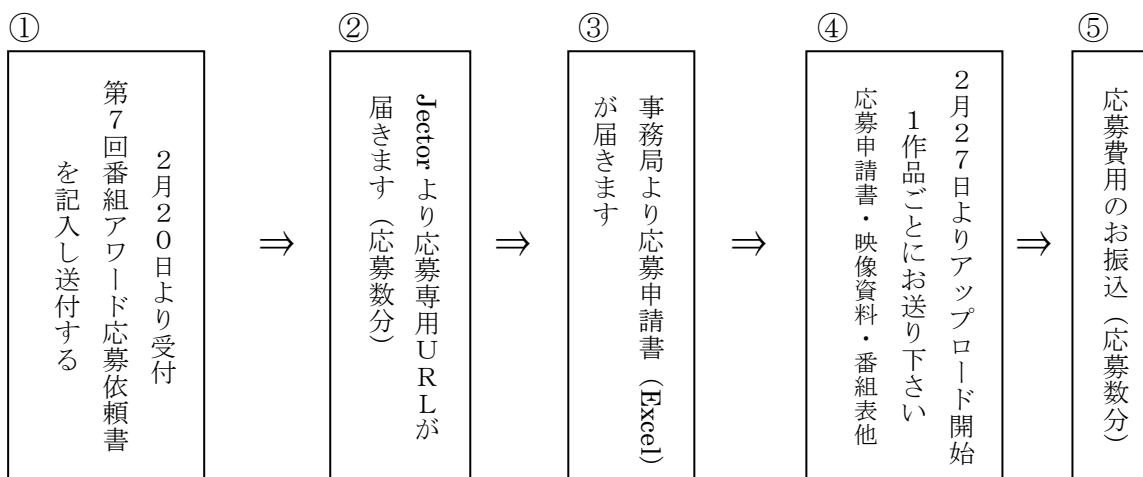 ①
2月20日より受付
第7回番組アワード応募依頼書
を記入し送付する
⇒
②
Jectorより応募専用URLが
届きます（応募数分）
⇒
③
事務局より応募申請書（Excel）
が届きます
⇒
④
2月27日よりアップロード開始
1作品ごとにお送り下さい
応募申請書・映像資料・番組表他
⇒
⑤
応募費用のお振込（応募数分）